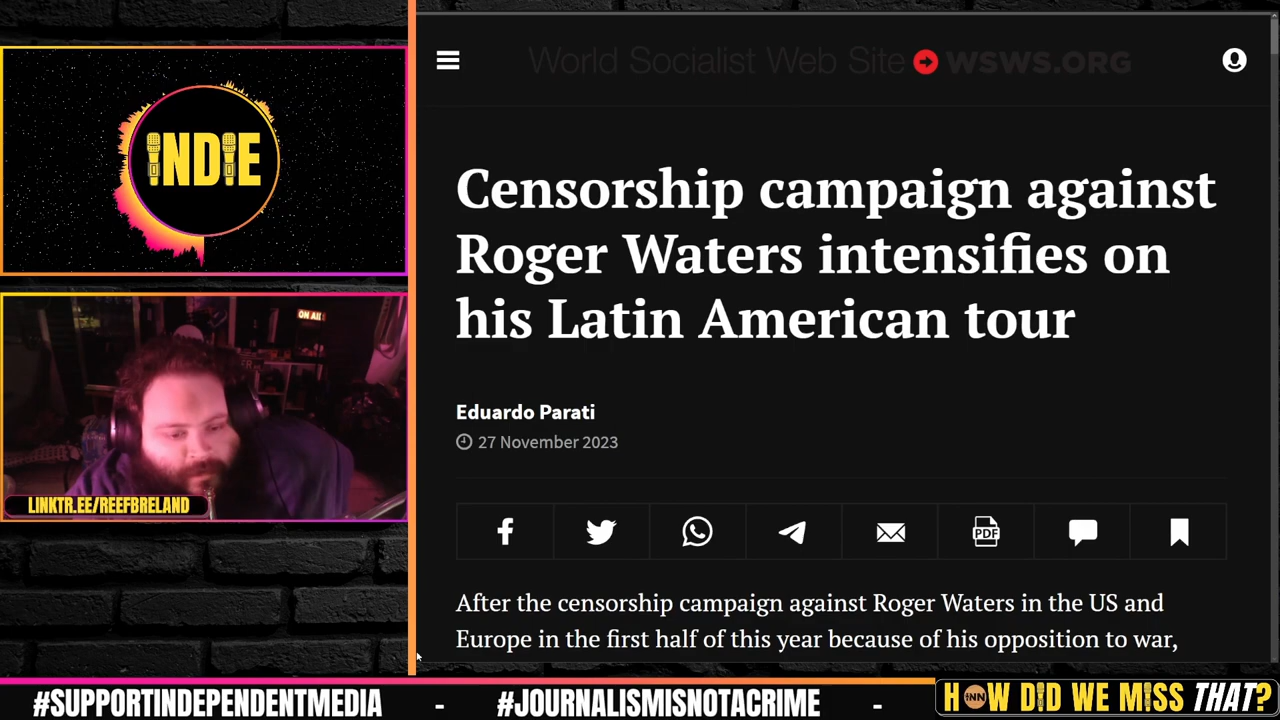 INDIE
ON AIR
LINKTR.EE/REEFBRELAND
World Socialist Web Site WSWS.ORG
Censorship campaign against
Roger Waters intensifies on
his Latin American tour
Eduardo Parati
27 November 2023
PDF
After the censorship campaign against Roger Waters in the US and
Europe in the first half of this year because of his opposition to war,
#SUPPORTINDEPENDENTMEDIA - #JOURNALISMISNOTACRIME -
HOW DID WE MISS THAT?
INN